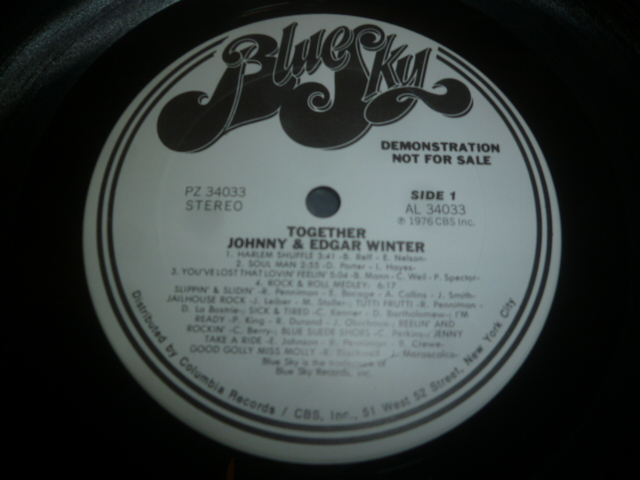 Blue Sky
DEMONSTRATION
NOT FOR SALE
PZ 34033
STEREO
SIDE 1
AL 34033
℗ 1976 CBS Inc.
TOGETHER
JOHNNY & EDGAR WINTER
1. HARLEM SHUFFLE 3:41 -B. Relf - E. Nelson-
2. SOUL MAN 2:55 -D. Porter - I. Hayes-
3. YOU'VE LOST THAT LOVIN' FEELIN' 5:04 -B. Mann - C. Weil - P. Spector-
4. ROCK & ROLL MEDLEY: 6:17
SLIPPIN' & SLIDIN' -R. Penniman - E. Bocage - A. Collins - J. Smith-
JAILHOUSE ROCK -J. Leiber - M. Stoller- TUTTI FRUTTI -R. Penniman -
D. La Bostrie-, SICK & TIRED -C. Kenner - D. Bartholomew-; I'M
READY -F. King - R. Durand - J. REELIN' AND
ROCKIN' -C. Berry-; BLUE SUEDE SHOES -C. Perkins-; JENNY
TAKE A RIDE -E. Johnson - R. Penniman - B. Crewe-
GOOD GOLLY MISS MOLLY -R. Blackwell - J. Marascalco-
Blue Sky is the trademark of
Blue Sky Records, Inc.
Distributed by Columbia Records / CBS, Inc., 51 West 52 Street, New York City